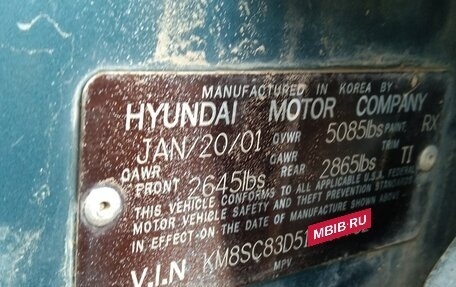 MANUFACTURED IN KOREA BY:
HYUNDAI MOTOR COMPANY
JAN/20/01 GVWR 5085lbs PAINT, RX
GAWR FRONT 2645lbs GAWR REAR 2865lbs TRIM TI
THIS VEHICLE CONFORMS TO ALL APPLICABLE U.S.A. FEDERAL
MOTOR VEHICLE SAFETY AND THEFT PREVENTION STANDARDS
IN EFFECT ON THE DATE OF MANUFACTURE SHOWN ABOVE
V.I.N KM8SC83D51
MPV
MBIB·RU